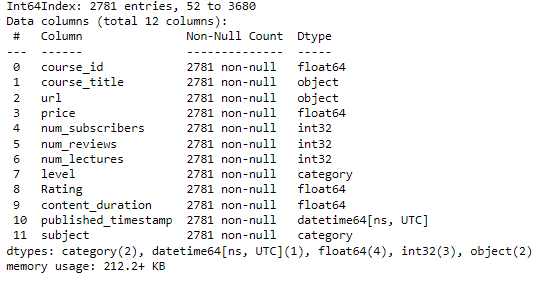 Int64Index: 2781 entries, 52 to 3680
Data columns (total 12 columns):
 #   Column               Non-Null Count  Dtype
---  ------               --------------  -----
 0   course_id            2781 non-null   float64
 1   course_title         2781 non-null   object
 2   url                  2781 non-null   object
 3   price                2781 non-null   float64
 4   num_subscribers      2781 non-null   int32
 5   num_reviews          2781 non-null   int32
 6   num_lectures         2781 non-null   int32
 7   level                2781 non-null   category
 8   Rating               2781 non-null   float64
 9   content_duration     2781 non-null   float64
 10  published_timestamp  2781 non-null   datetime64[ns, UTC]
 11  subject              2781 non-null   category
dtypes: category(2), datetime64[ns, UTC](1), float64(4), int32(3), object(2)
memory usage: 212.2+ KB